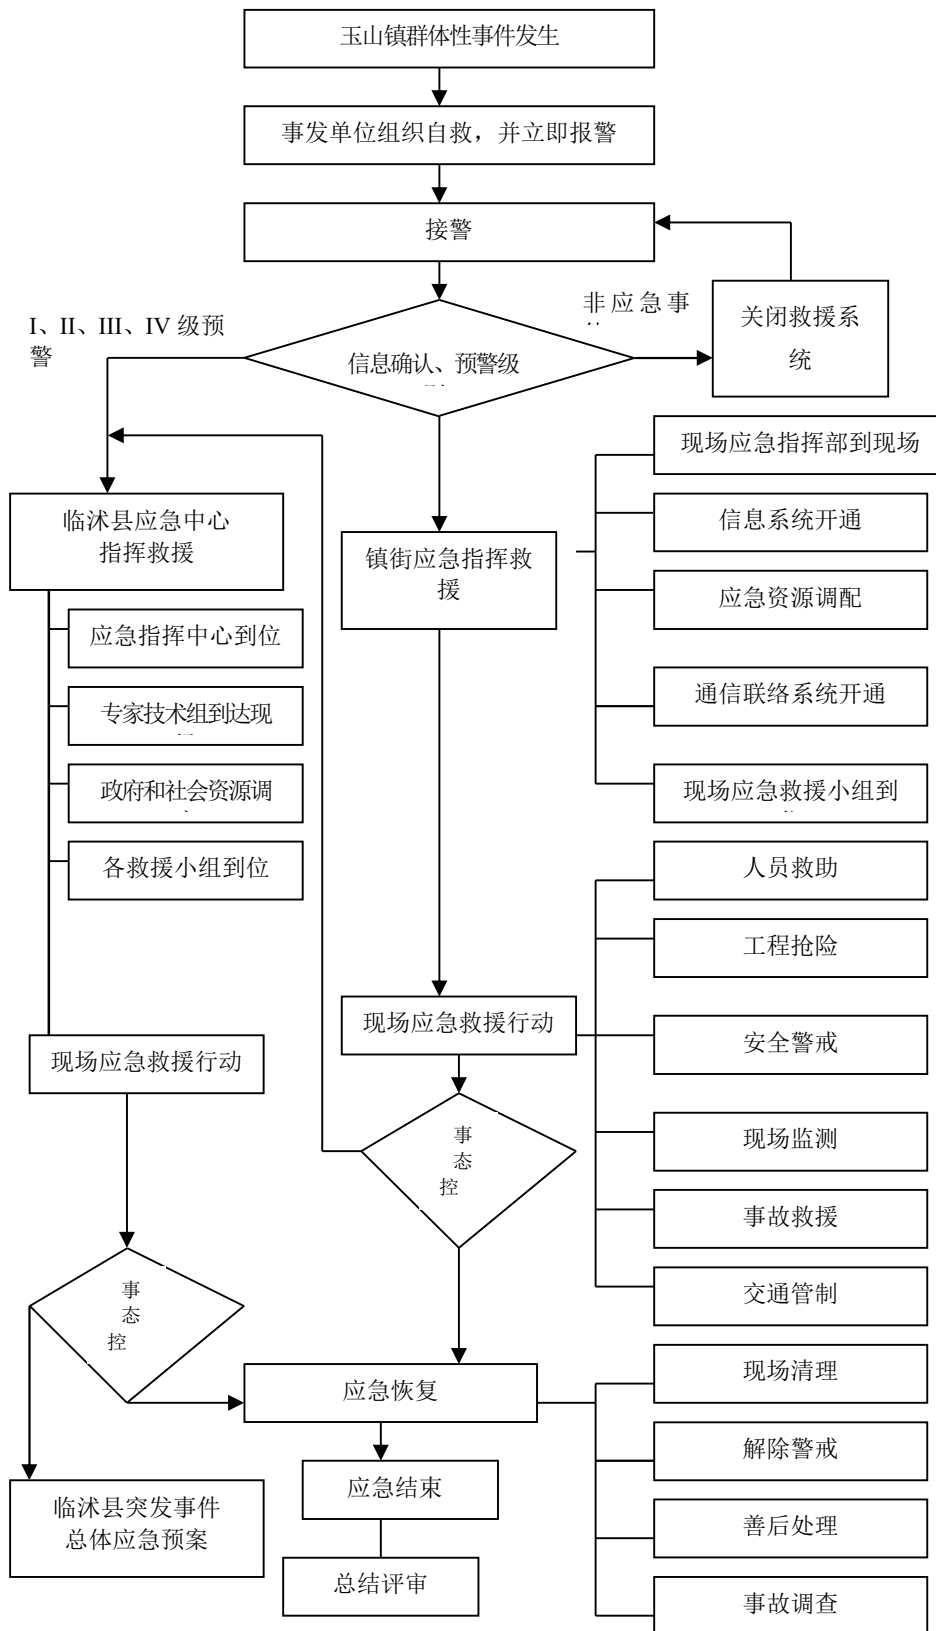 玉山镇群体性事件发生
事发单位组织自救，并立即报警
接警
非应急事
关闭救援系
统
I、II、III、IV 级预
警
信息确认、预警级
现场应急指挥部到现场
临沭县应急中心
指挥救援
信息系统开通
镇街应急指挥救
援
应急资源调配
应急指挥中心到位
通信联络系统开通
专家技术组到达现
政府和社会资源调
现场应急救援小组到
各救援小组到位
人员救助
工程抢险
现场应急救援行动
安全警戒
现场应急救援行动
事
态
控
现场监测
事故救援
交通管制
事
态
控
应急恢复
现场清理
解除警戒
应急结束
临沭县突发事件
总体应急预案
善后处理
总结评审
事故调查